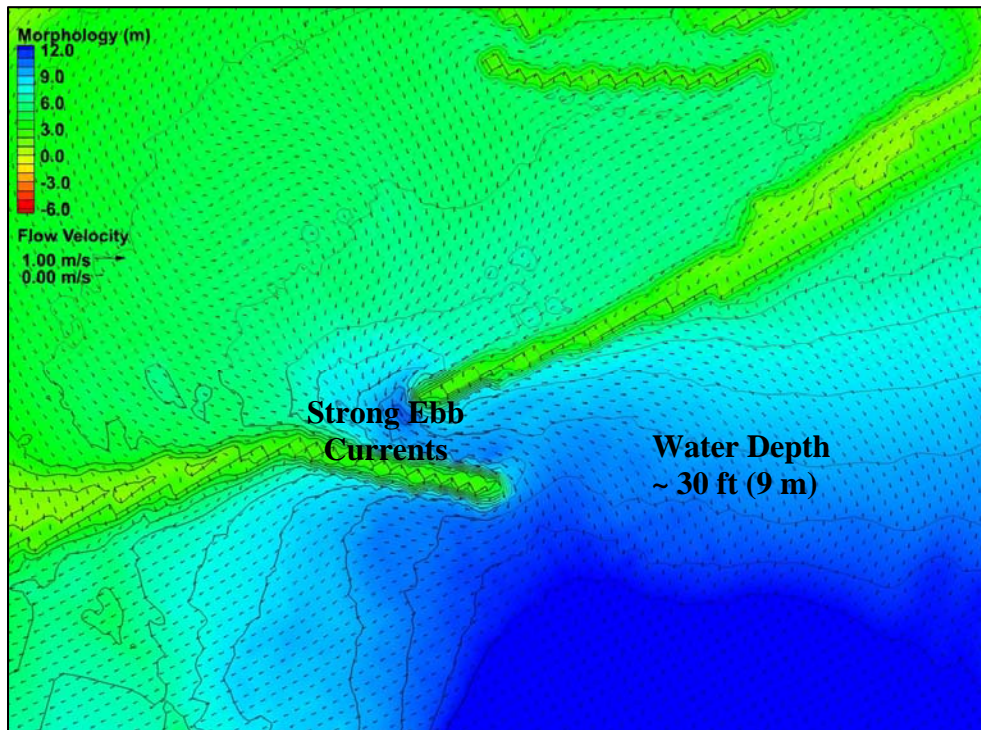 Morphology (m)
12.0
9.0
6.0
3.0
0.0
-3.0
-6.0
Flow Velocity
1.00 m/s
0.00 m/s
Strong Ebb
Currents
Water Depth
~ 30 ft (9 m)